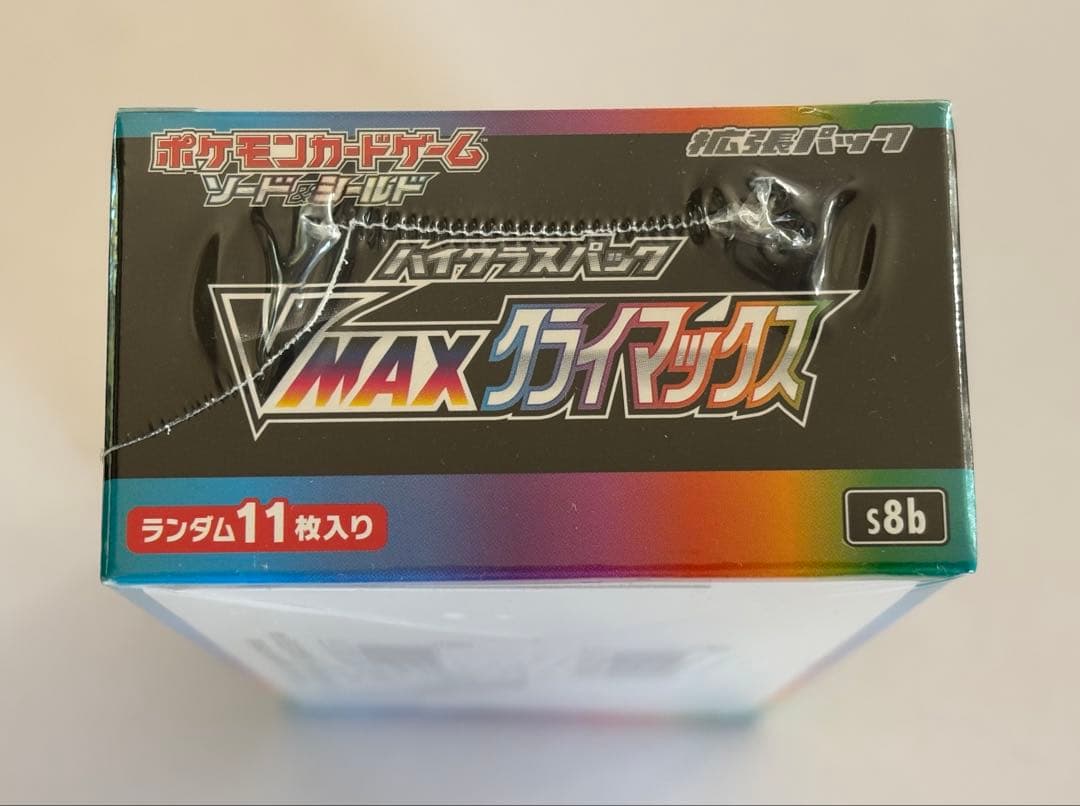 ポケモンカードゲーム
ソード&シールド
拡張パック
ハイクラスパック
VMAXクライマックス
ランダム11枚入り
s8b